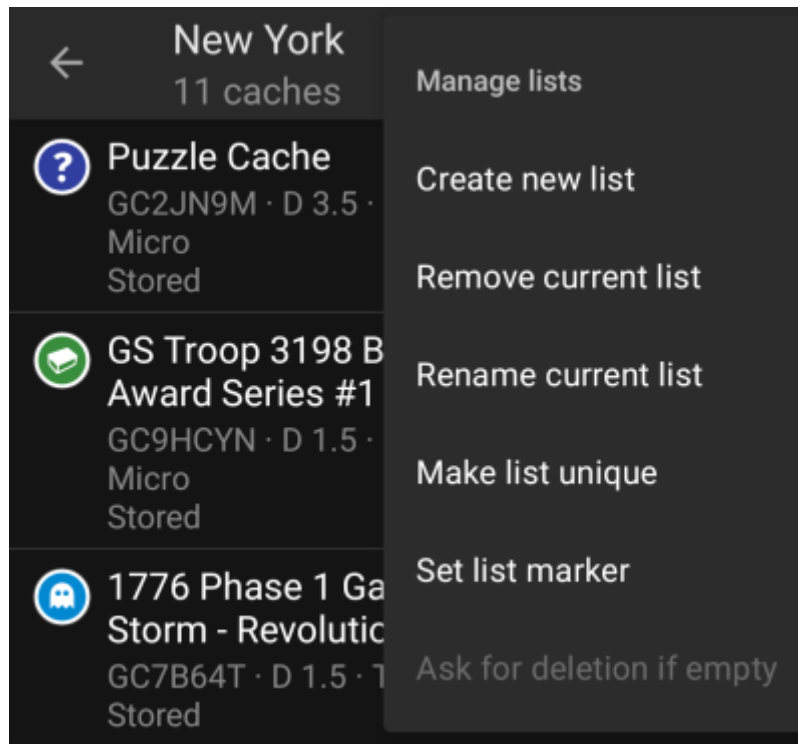 New York
11 caches
Puzzle Cache
GC2JN9M · D 3.5 ·
Micro
Stored
GS Troop 3198 B
Award Series #1
GC9HCYN · D 1.5 ·
Micro
Stored
1776 Phase 1 Ga
Storm - Revolutic
GC7B64T · D 1.5 · T
Stored
Manage lists
Create new list
Remove current list
Rename current list
Make list unique
Set list marker
Ask for deletion if empty